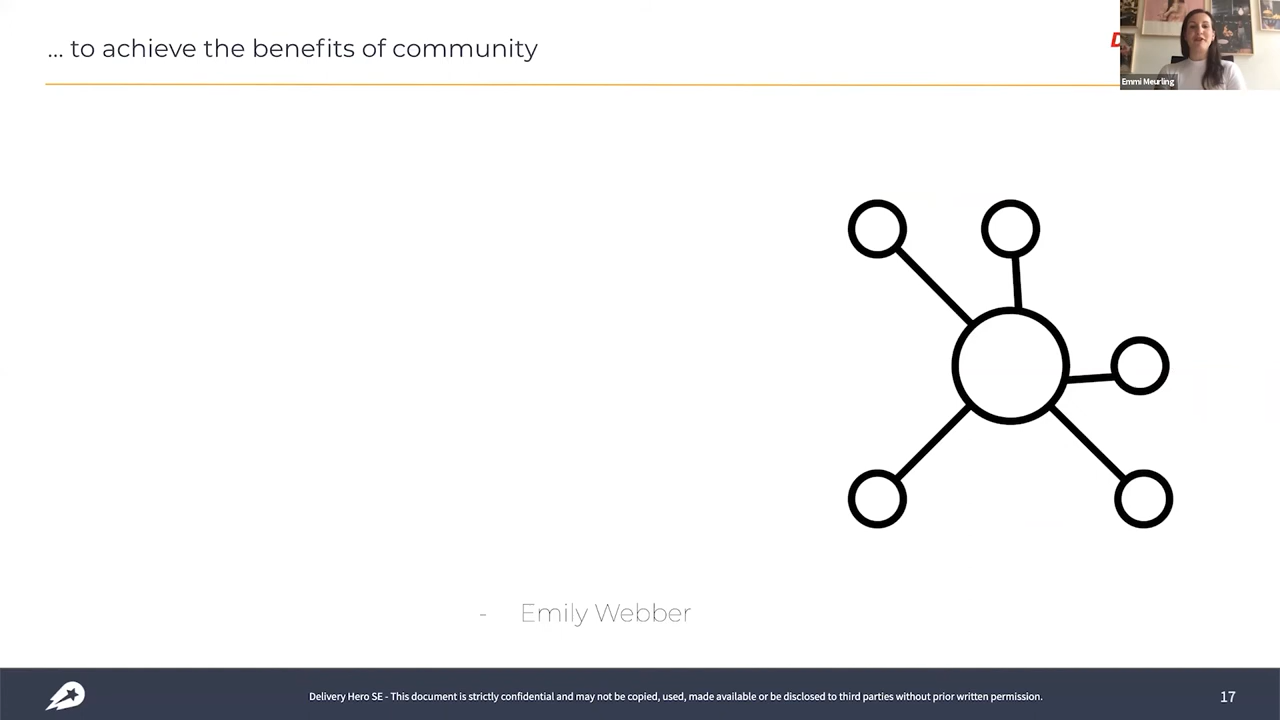 ... to achieve the benefits of community
D
Emmi Meurling
- Emily Webber
Delivery Hero SE - This document is strictly confidential and may not be copied, used, made available or be disclosed to third parties without prior written permission.
17